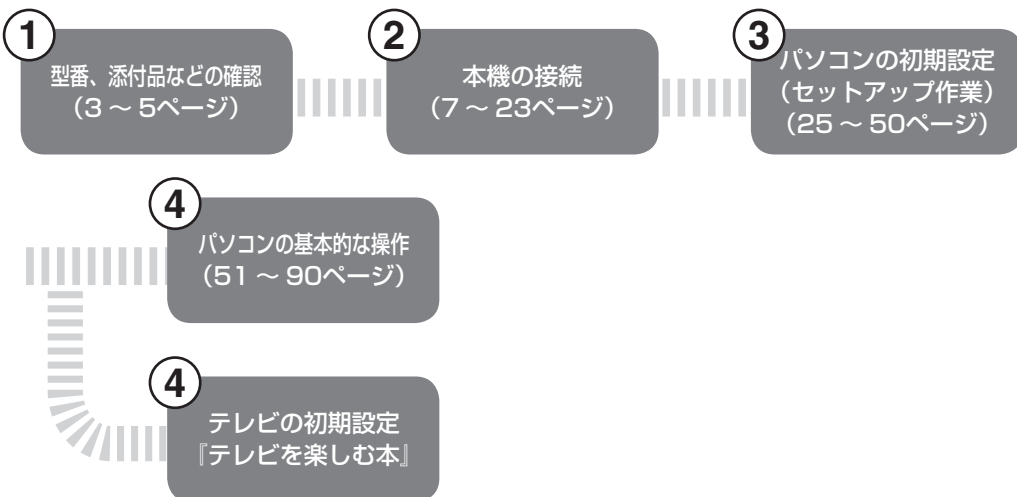 1
型番、添付品などの確認
（3 ～ 5ページ）
2
本機の接続
（7 ～ 23ページ）
3
パソコンの初期設定
（セットアップ作業）
（25 ～ 50ページ）
4
パソコンの基本的な操作
（51 ～ 90ページ）
4
テレビの初期設定
『テレビを楽しむ本』